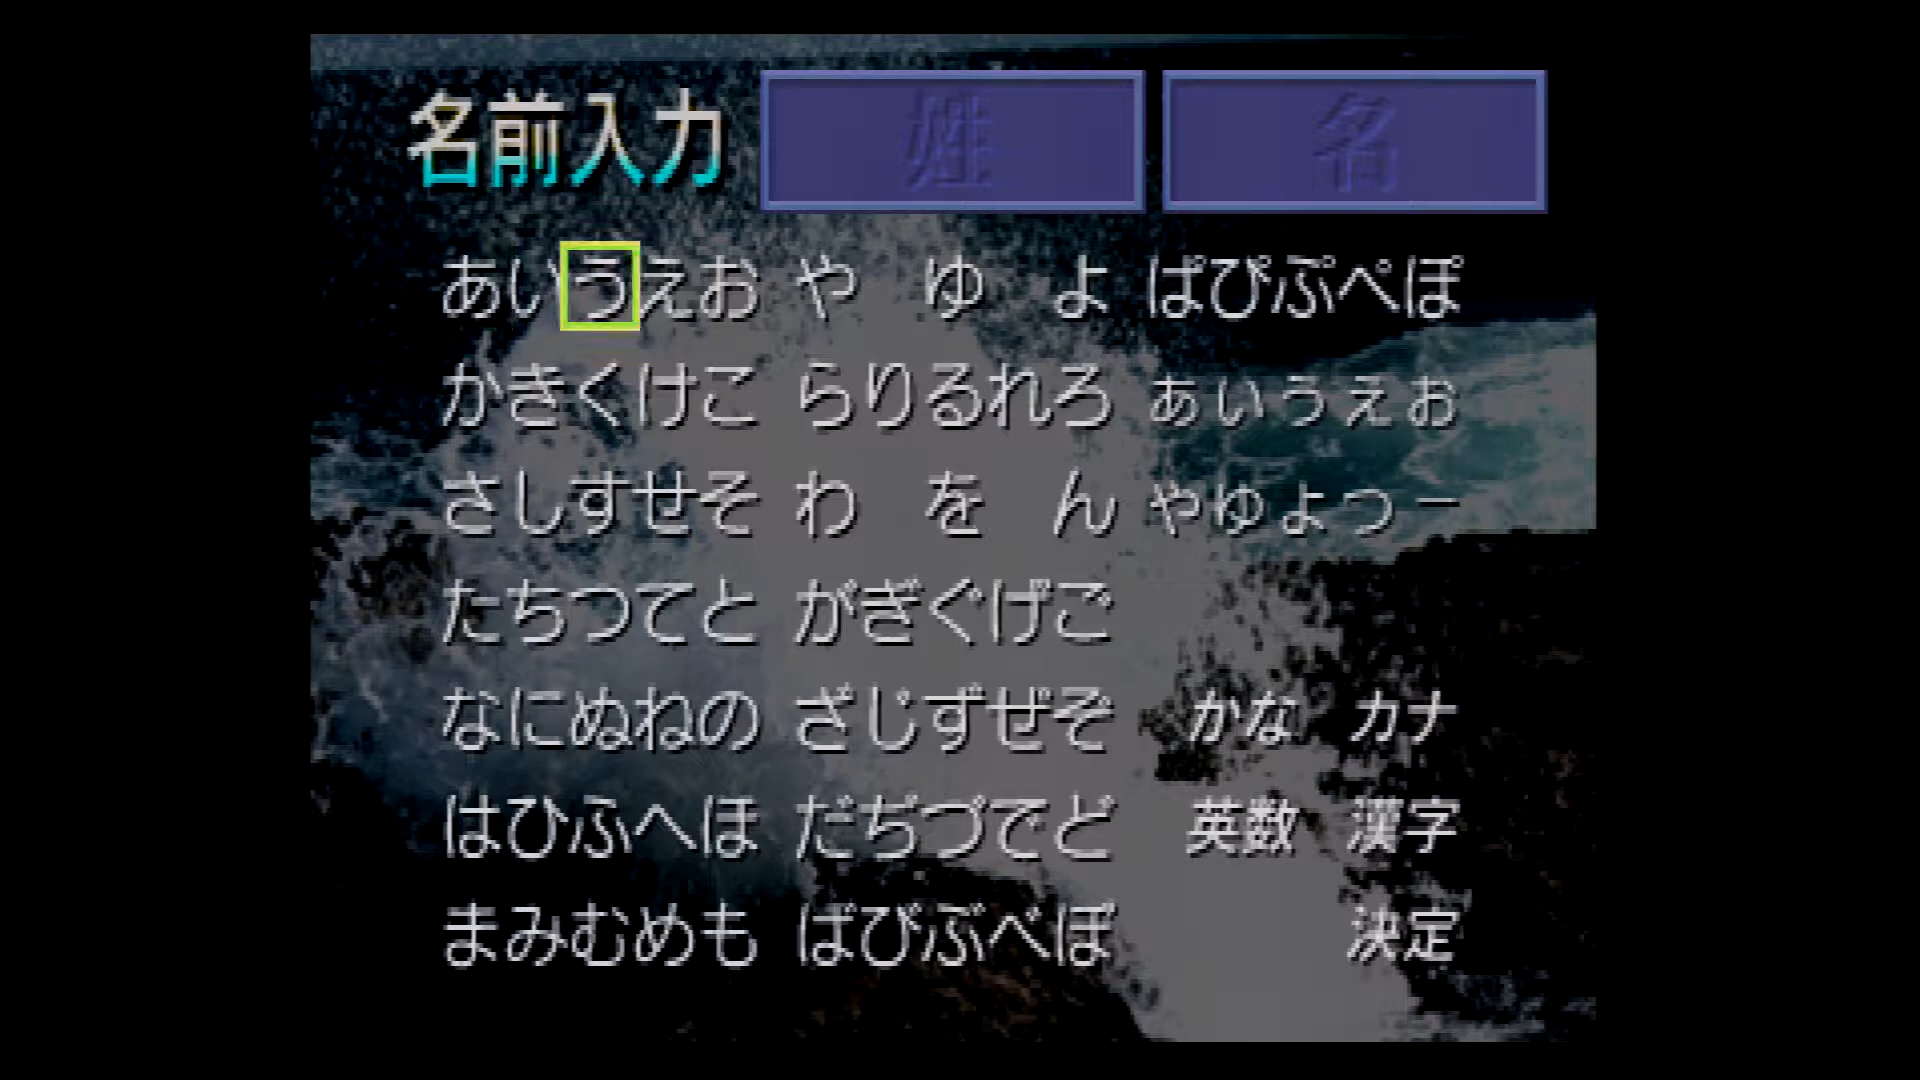 名前入力 姓 名
あいうえお や ゆ よ ぱぴぷぺぽ
かきくけこ らりるれろ ぁぃぅぇぉ
さしすせそ わ を ん ゃゅょっー
たちつてと がぎぐげご
なにぬねの ざじずぜぞ かな カナ
はひふへほ だぢづでど 英数 漢字
まみむめも ばびぶべぼ 決定